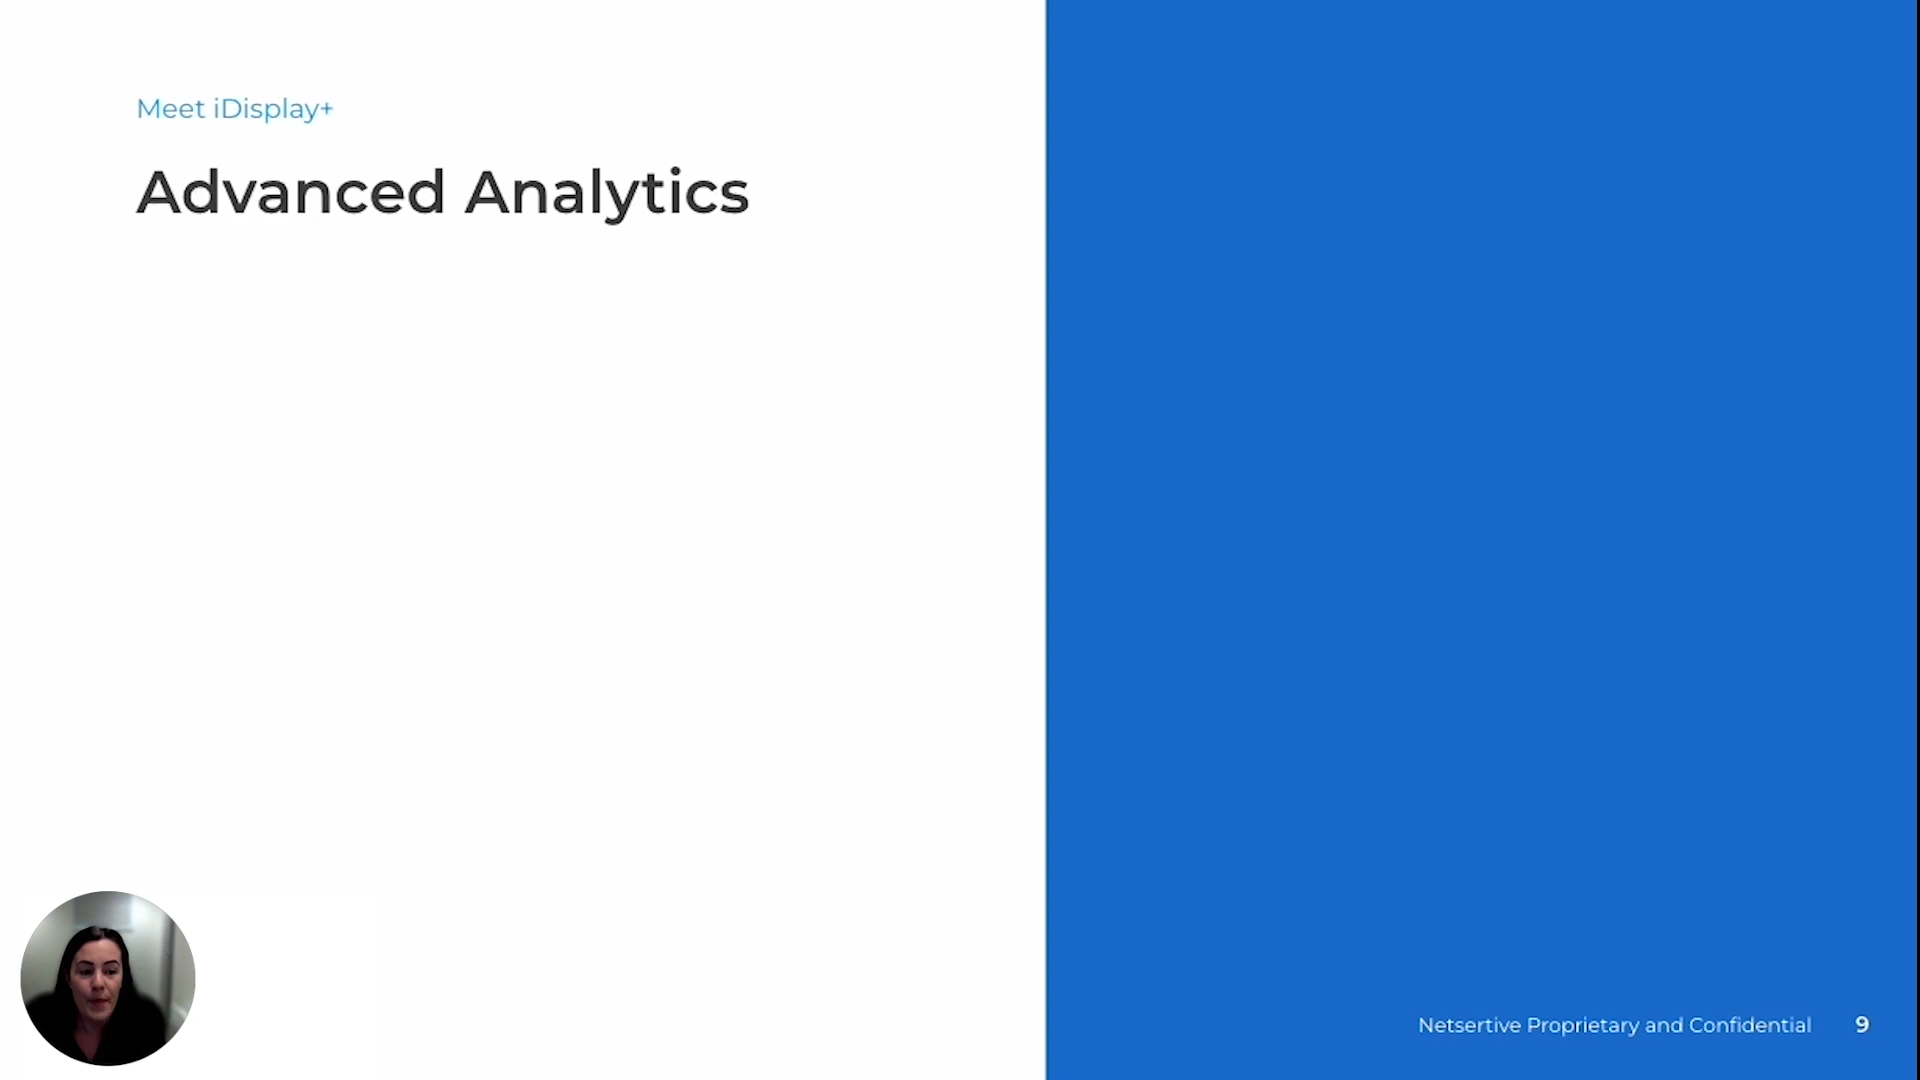 Meet iDisplay+
Advanced Analytics
Netsertive Proprietary and Confidential 9